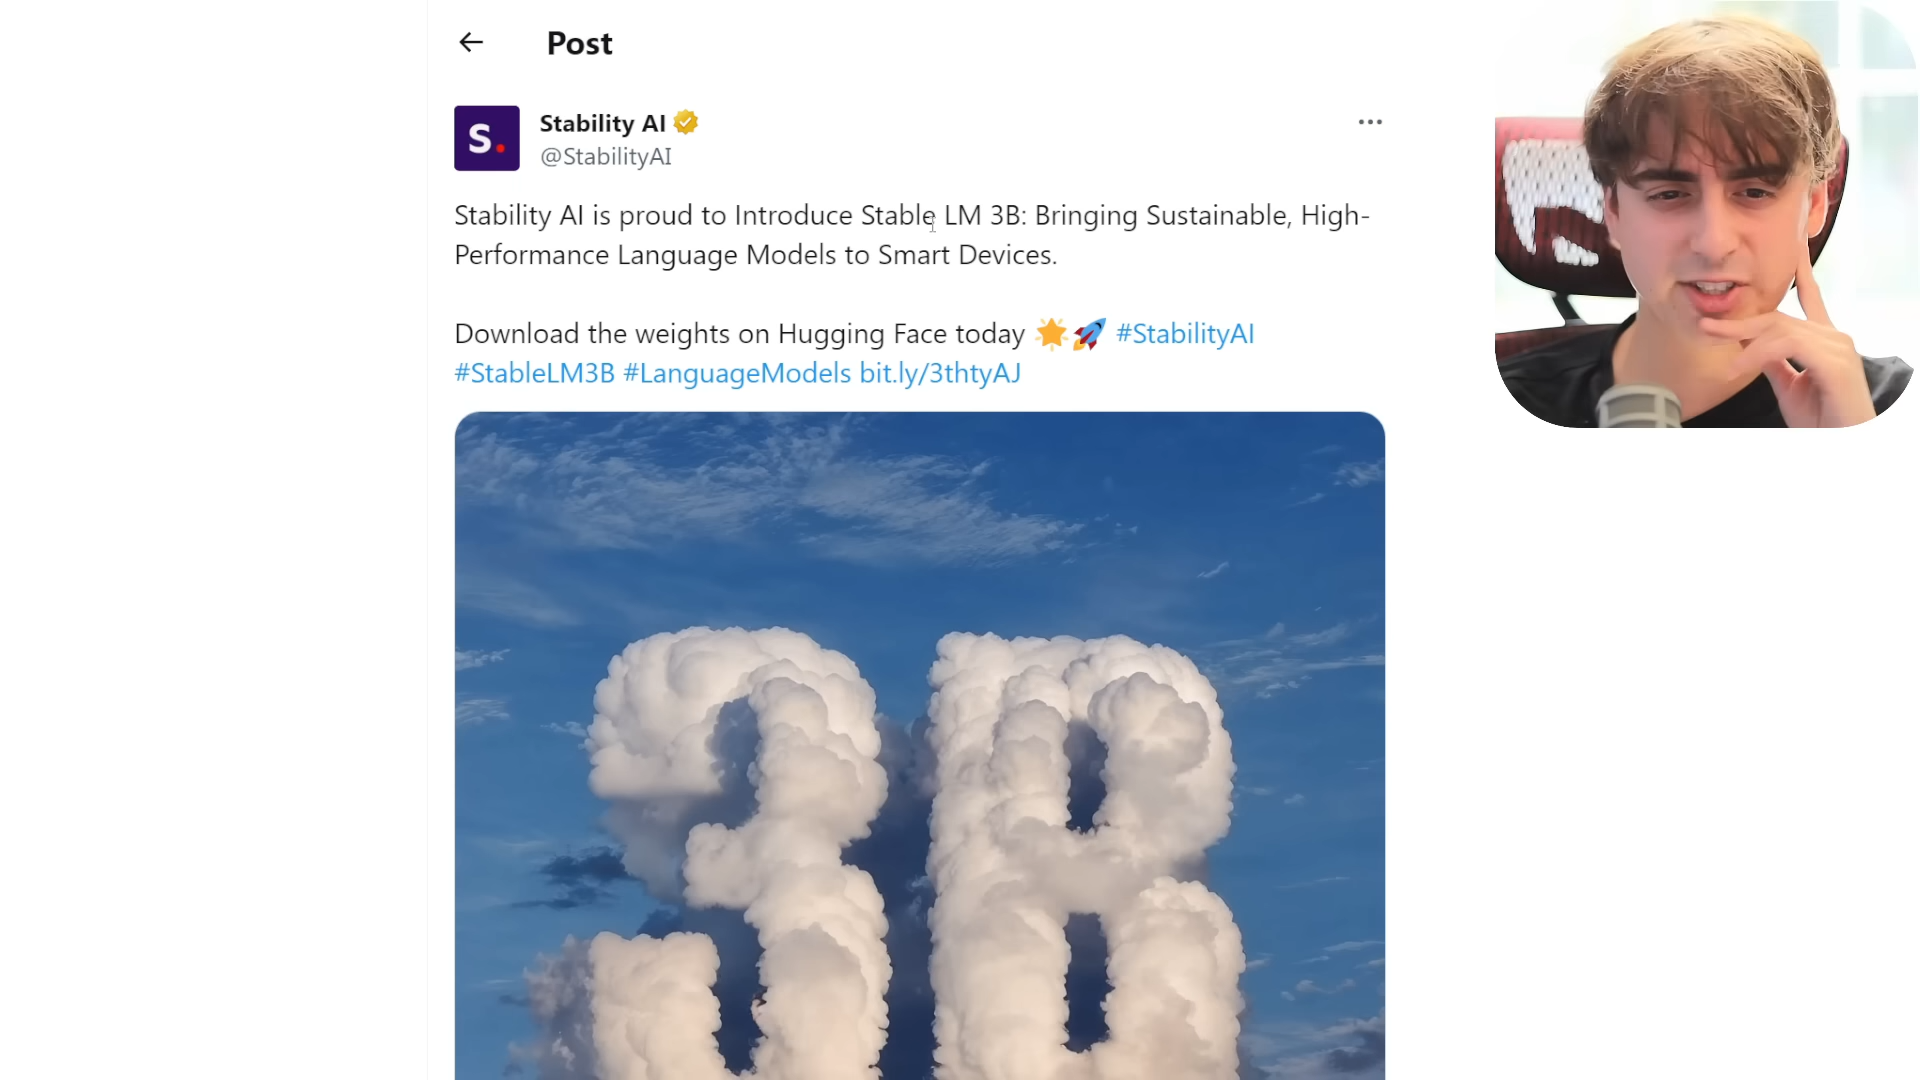 Post
S.
Stability AI
@StabilityAI
Stability AI is proud to Introduce Stable LM 3B: Bringing Sustainable, High-
Performance Language Models to Smart Devices.
Download the weights on Hugging Face today 🌟🚀 #StabilityAI
#StableLM3B #LanguageModels bit.ly/3thtyAJ
3B